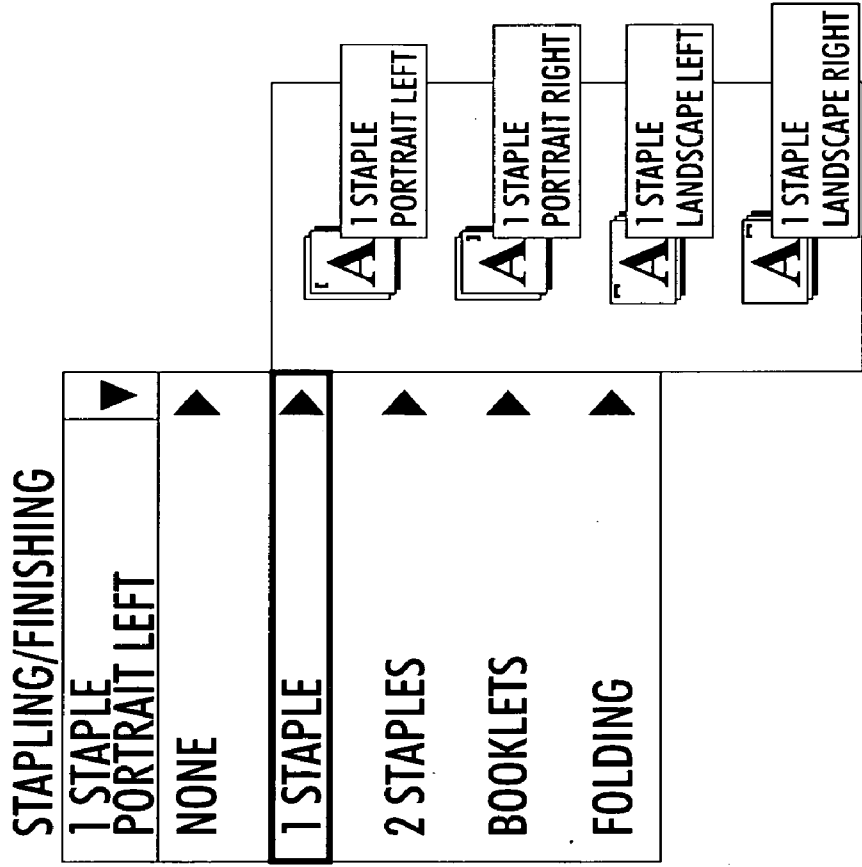 STAPLING/FINISHING
1 STAPLE
PORTRAIT LEFT
NONE
1 STAPLE
2 STAPLES
BOOKLETS
FOLDING
A
1 STAPLE
PORTRAIT LEFT
A
1 STAPLE
PORTRAIT RIGHT
A
1 STAPLE
LANDSCAPE LEFT
A
1 STAPLE
LANDSCAPE RIGHT